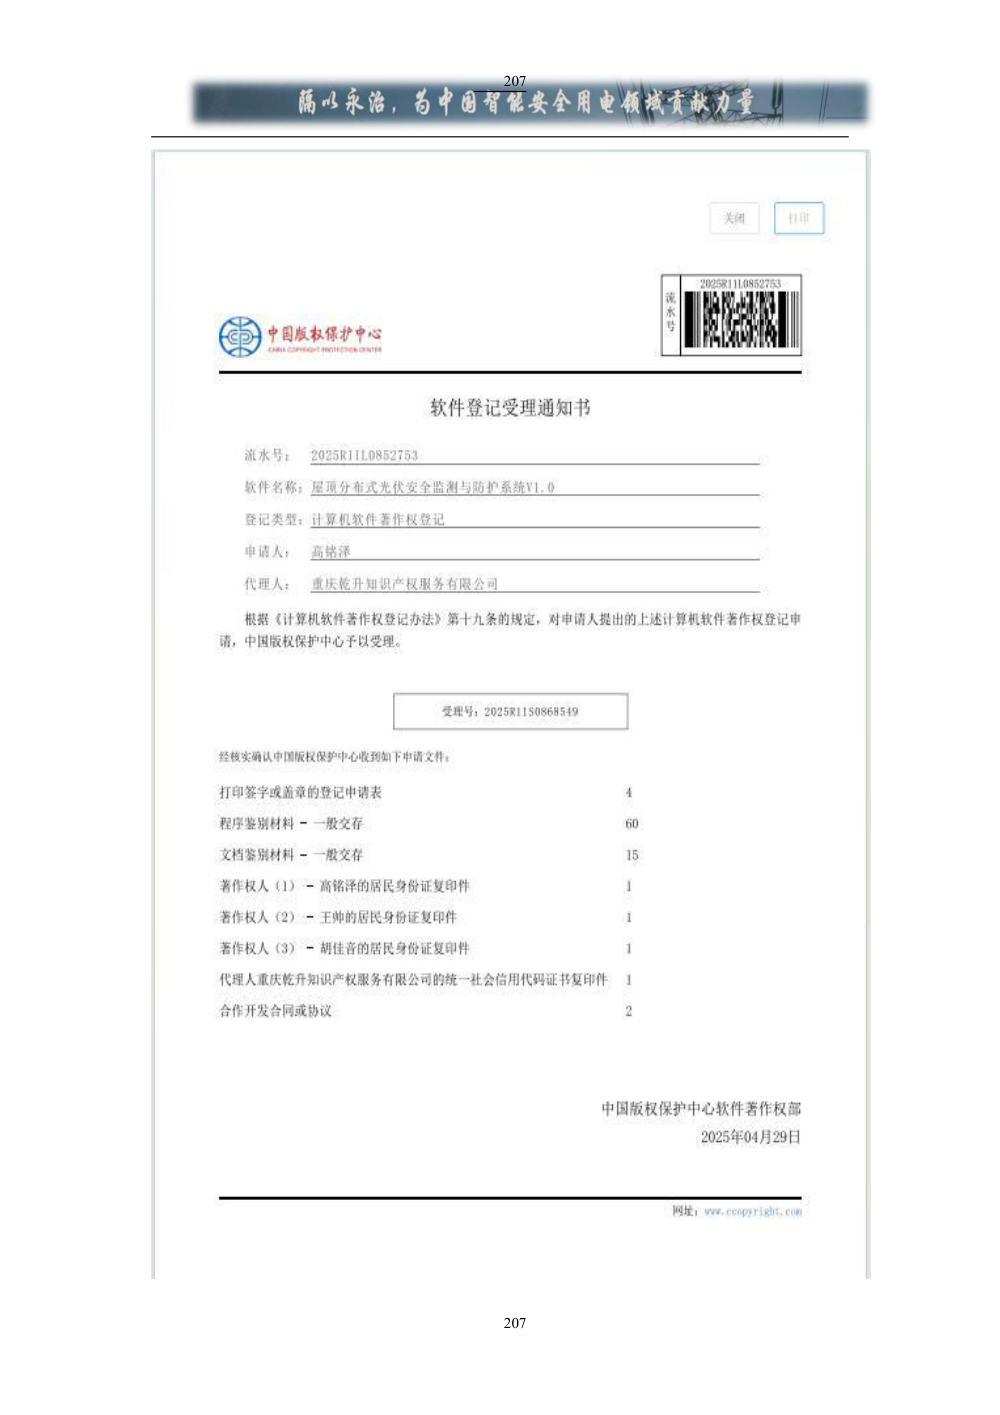 207
隔以永治，为中国智能安全用电领域贡献力量
关闭
打印
2025R11L0852753
流水号
中国版权保护中心
CHINA COPYRIGHT PROTECTION CENTER
软件登记受理通知书
流水号： 2025R11L0852753
软件名称：屋顶分布式光伏安全监测与防护系统V1.0
登记类型：计算机软件著作权登记
申请人： 高铭泽
代理人： 重庆乾升知识产权服务有限公司
根据《计算机软件著作权登记办法》第十九条的规定，对申请人提出的上述计算机软件著作权登记申
请，中国版权保护中心予以受理。
受理号：2025R11S0868549
经核实确认中国版权保护中心收到如下申请文件：
打印签字或盖章的登记申请表 4
程序鉴别材料 - 一般交存 60
文档鉴别材料 - 一般交存 15
著作权人（1） - 高铭泽的居民身份证复印件 1
著作权人（2） - 王帅的居民身份证复印件 1
著作权人（3） - 胡佳音的居民身份证复印件 1
代理人重庆乾升知识产权服务有限公司的统一社会信用代码证书复印件 1
合作开发合同或协议 2
中国版权保护中心软件著作权部
2025年04月29日
网址：www.ccopyright.com
207